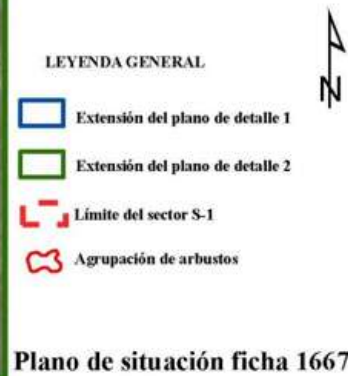 LEYENDA GENERAL
N
Extensión del plano de detalle 1
Extensión del plano de detalle 2
Límite del sector S-1
Agrupación de arbustos
Plano de situación ficha 1667